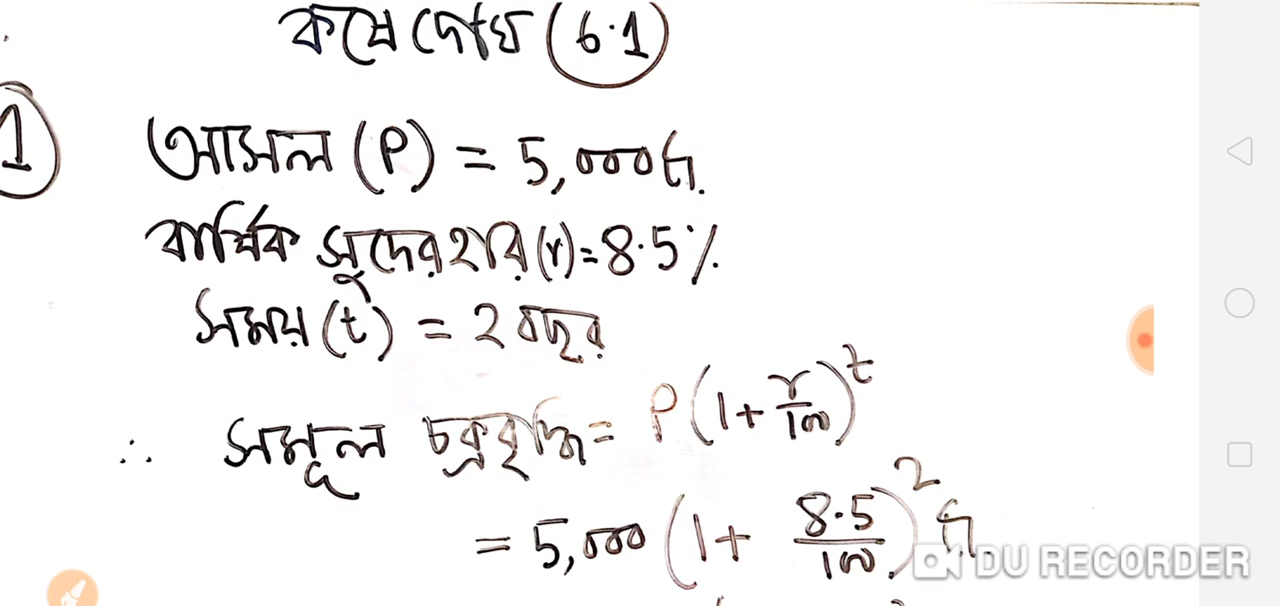 কষে দেখি (6.1)
1 আসল (P) = 5,000 টা.
বার্ষিক সুদের হার (r) = 8.5%
সময় (t) = 2 বছর
∴ সমূল চক্রবৃদ্ধি = P(1 + r/100)^t
= 5,000 (1 + 8.5/100)^2 টা.
DU RECORDER